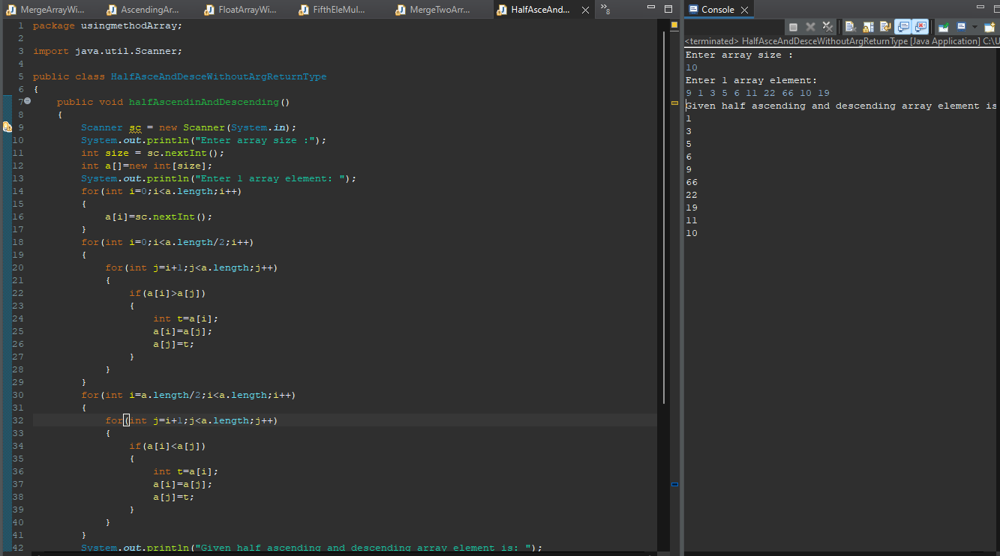 MergeArrayWi... AscendingAr... FloatArrayWi... FifthEleMul... MergeTwoArr... HalfAsceAnd... »8
1 package usingmethodArray;
2
3 import java.util.Scanner;
4
5 public class HalfAsceAndDesceWithoutArgReturnType
6 {
7 public void halfAscendinAndDescending()
8 {
9 Scanner sc = new Scanner(System.in);
10 System.out.println("Enter array size :");
11 int size = sc.nextInt();
12 int a[]=new int[size];
13 System.out.println("Enter 1 array element: ");
14 for(int i=0;i<a.length;i++)
15 {
16 a[i]=sc.nextInt();
17 }
18 for(int i=0;i<a.length/2;i++)
19 {
20 for(int j=i+1;j<a.length;j++)
21 {
22 if(a[i]>a[j])
23 {
24 int t=a[i];
25 a[i]=a[j];
26 a[j]=t;
27 }
28 }
29 }
30 for(int i=a.length/2;i<a.length;i++)
31 {
32 for(int j=i+1;j<a.length;j++)
33 {
34 if(a[i]<a[j])
35 {
36 int t=a[i];
37 a[i]=a[j];
38 a[j]=t;
39 }
40 }
41 }
42 System.out.println("Given half ascending and descending array element is: ");
Console
<terminated> HalfAsceAndDesceWithoutArgReturnType [Java Application] C:\U
Enter array size :
10
Enter 1 array element:
9 1 3 5 6 11 22 66 10 19
Given half ascending and descending array element is
1
3
5
6
9
66
22
19
11
10